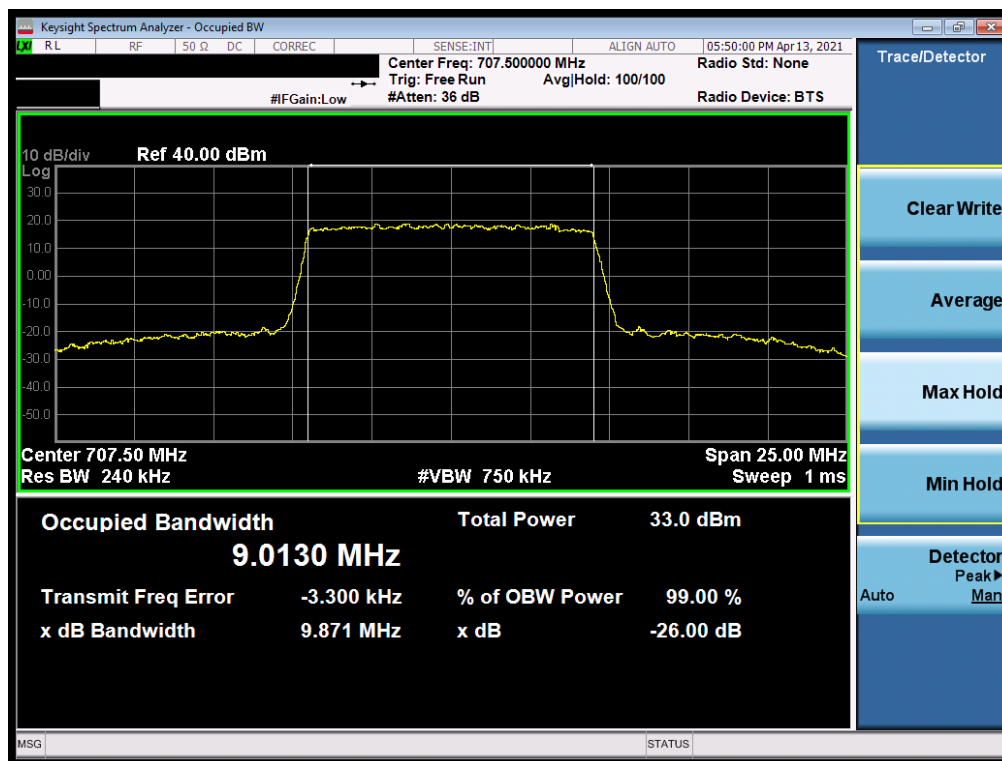 Keysight Spectrum Analyzer - Occupied BW
LXI RL RF 50 Ω DC CORREC SENSE:INT ALIGN AUTO 05:50:00 PM Apr 13, 2021
Center Freq: 707.500000 MHz Radio Std: None
Trig: Free Run Avg|Hold: 100/100
#IFGain:Low #Atten: 36 dB Radio Device: BTS
10 dB/div Ref 40.00 dBm
Log
30.0
20.0
10.0
0.00
-10.0
-20.0
-30.0
-40.0
-50.0
Center 707.50 MHz Span 25.00 MHz
Res BW 240 kHz #VBW 750 kHz Sweep 1 ms
Occupied Bandwidth Total Power 33.0 dBm
9.0130 MHz
Transmit Freq Error -3.300 kHz % of OBW Power 99.00 %
x dB Bandwidth 9.871 MHz x dB -26.00 dB
MSG STATUS
Trace/Detector
Clear Write
Average
Max Hold
Min Hold
Detector
Peak▶
Auto Man